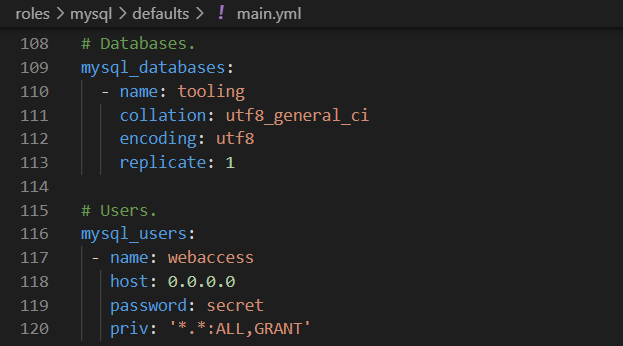 roles > mysql > defaults > ! main.yml
108 # Databases.
109 mysql_databases:
110 - name: tooling
111 collation: utf8_general_ci
112 encoding: utf8
113 replicate: 1
114
115 # Users.
116 mysql_users:
117 - name: webaccess
118 host: 0.0.0.0
119 password: secret
120 priv: '*.*:ALL,GRANT'